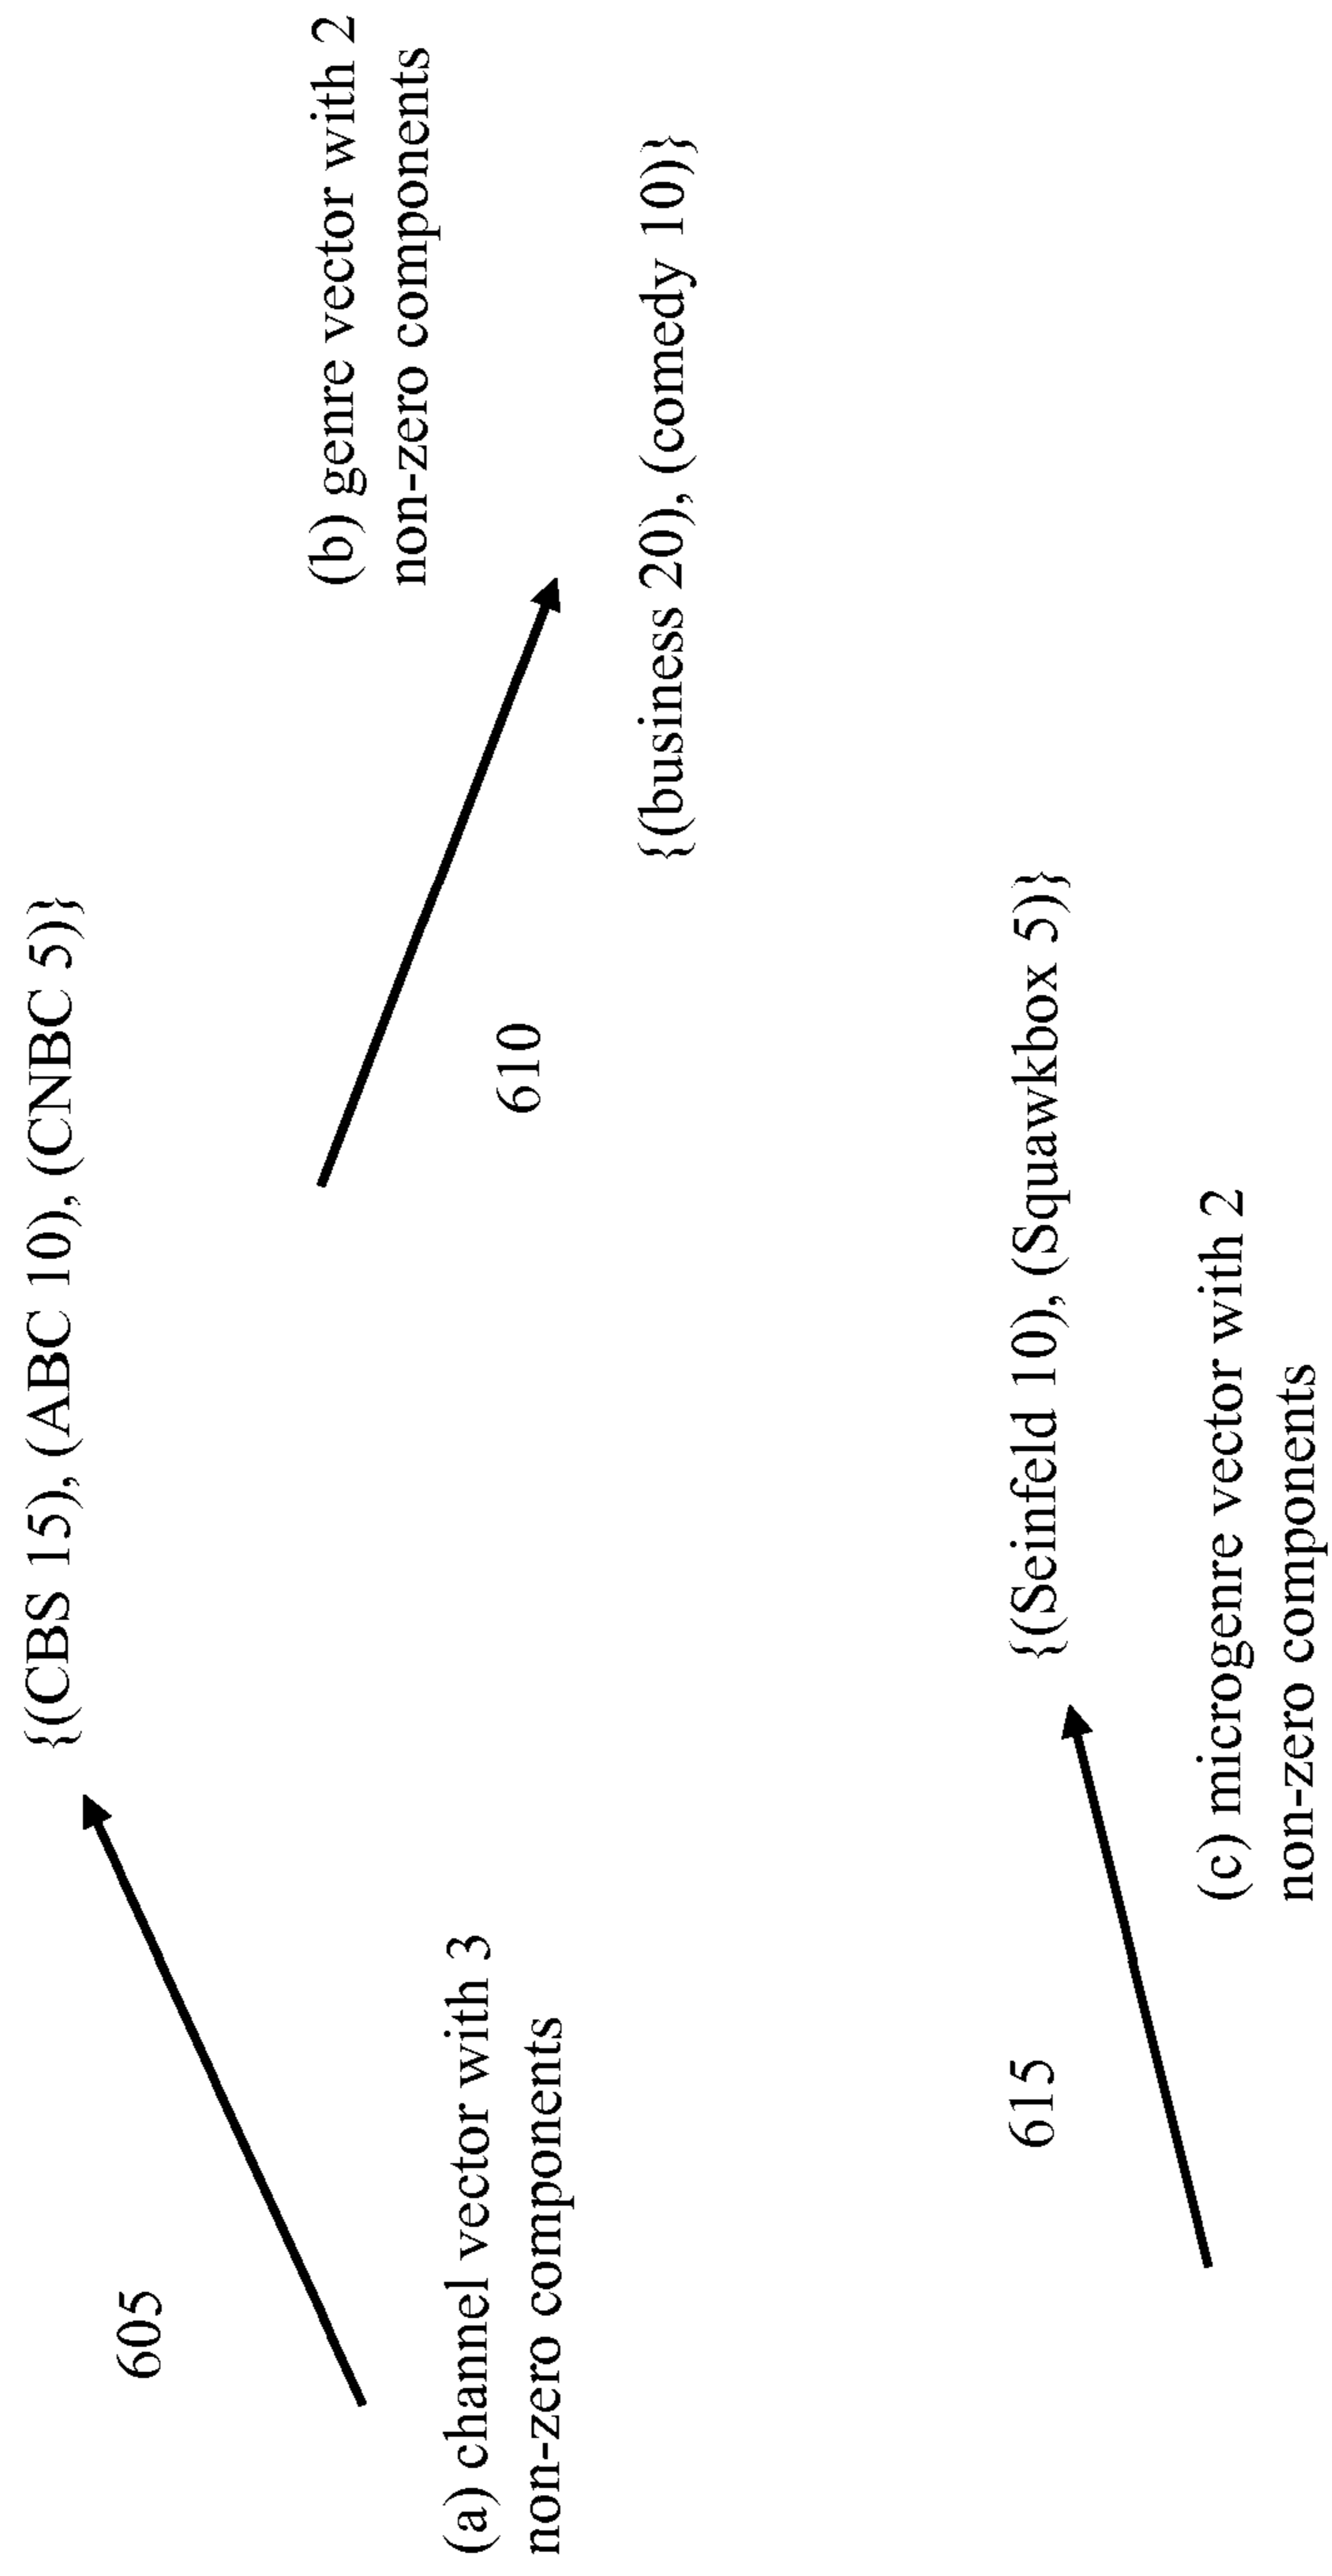 {(CBS 15), (ABC 10), (CNBC 5)}
605
(a) channel vector with 3
non-zero components
(b) genre vector with 2
non-zero components
610
{(business 20), (comedy 10)}
615
{(Seinfeld 10), (Squawkbox 5)}
(c) microgenre vector with 2
non-zero components